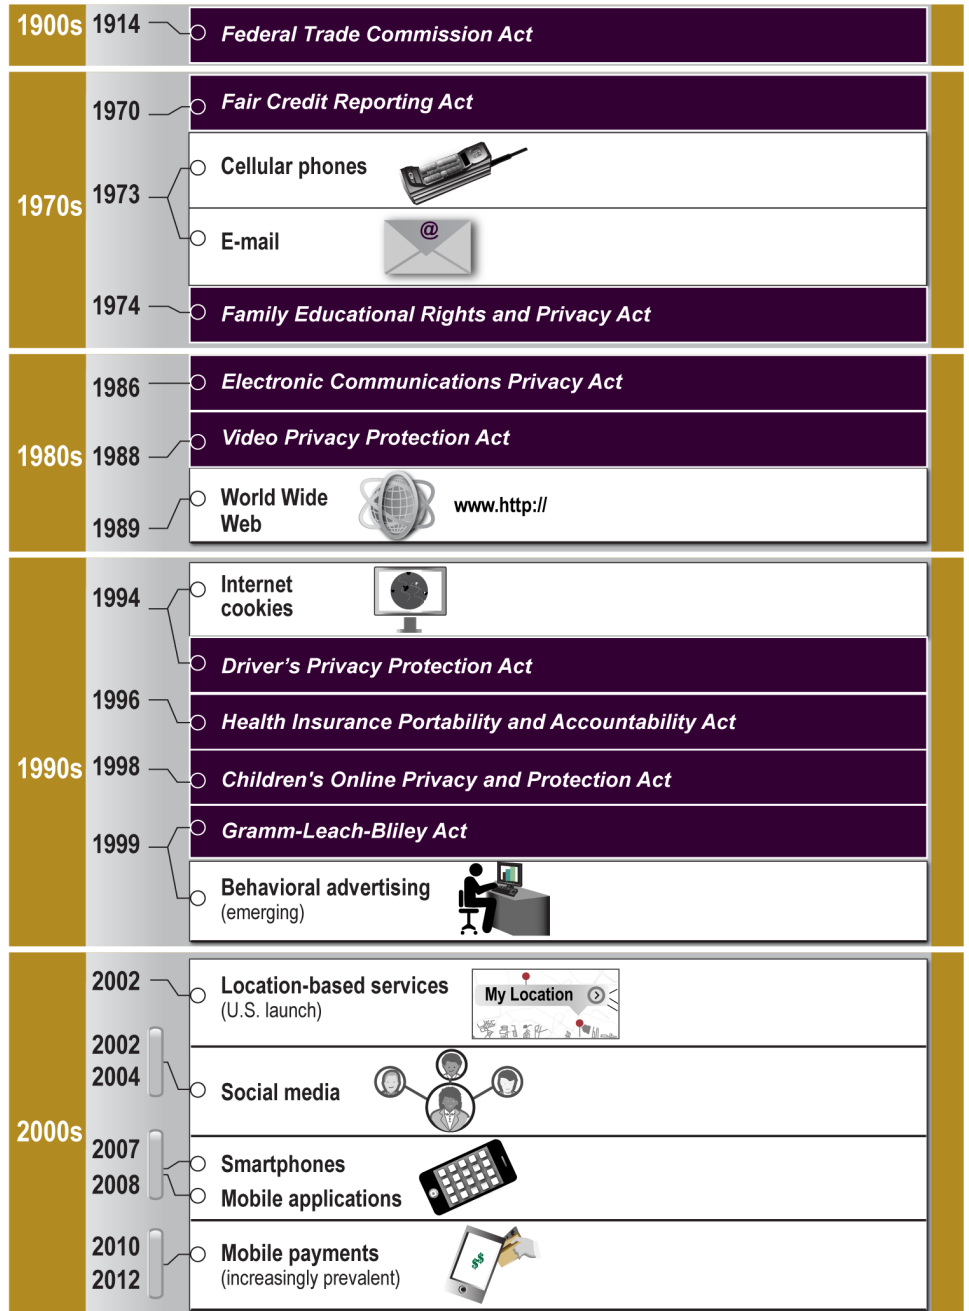 1900s
1914
Federal Trade Commission Act
1970s
1970
Fair Credit Reporting Act
1973
Cellular phones
@
E-mail
1974
Family Educational Rights and Privacy Act
1980s
1986
Electronic Communications Privacy Act
1988
Video Privacy Protection Act
1989
World Wide
Web
www.http://
1990s
1994
Internet
cookies
Driver's Privacy Protection Act
1996
Health Insurance Portability and Accountability Act
1998
Children's Online Privacy and Protection Act
1999
Gramm-Leach-Bliley Act
Behavioral advertising
(emerging)
2000s
2002
Location-based services
(U.S. launch)
My Location
2002
2004
Social media
2007
2008
Smartphones
Mobile applications
2010
2012
Mobile payments
(increasingly prevalent)
$$